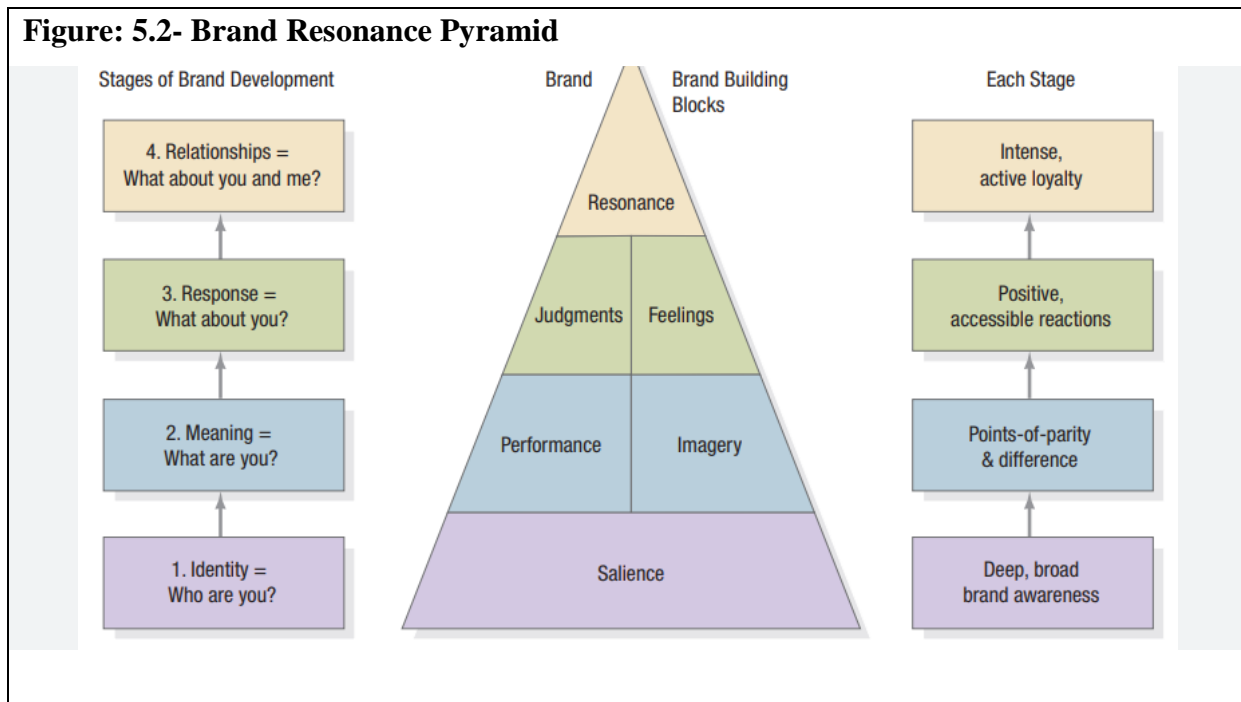 Figure: 5.2- Brand Resonance Pyramid
Stages of Brand Development
Brand
Brand Building
Blocks
Each Stage
4. Relationships =
What about you and me?
Resonance
Intense,
active loyalty
3. Response =
What about you?
Judgments
Feelings
Positive,
accessible reactions
2. Meaning =
What are you?
Performance
Imagery
Points-of-parity
& difference
1. Identity =
Who are you?
Salience
Deep, broad
brand awareness